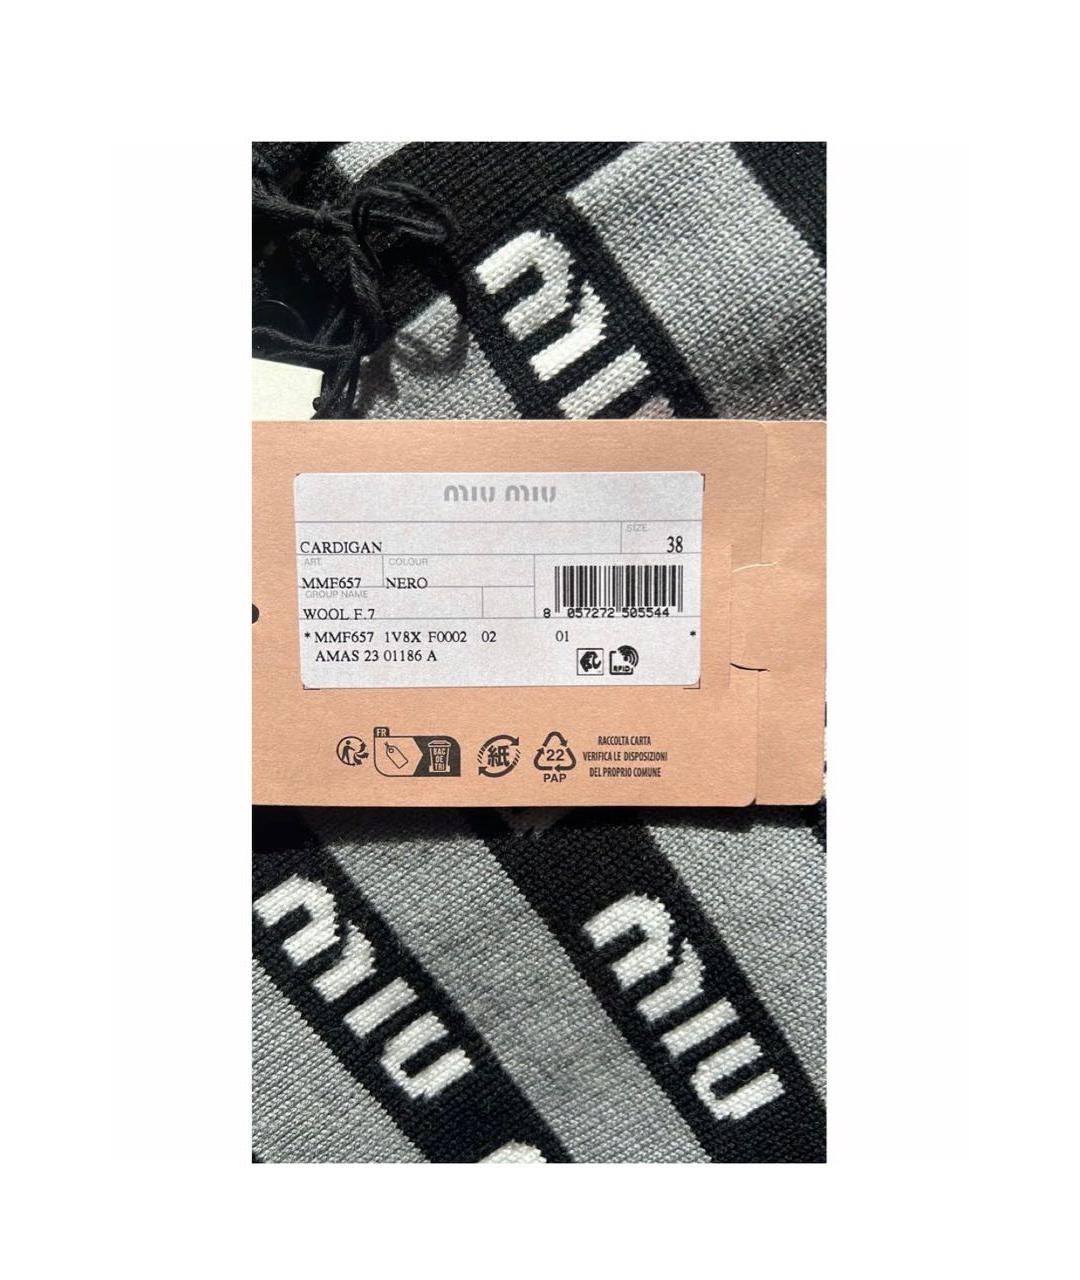 MIU
MIU MIU
SIZE
CARDIGAN 38
ART. COLOUR
MMF657 NERO
GROUP NAME
WOOL F.7 8 057272 505544
* MMF657 1V8X F0002 02 01 *
AMAS 23 01186 A
RFID
FR
BAC DE TRI
紙
22
PAP
RACCOLTA CARTA
VERIFICA LE DISPOSIZIONI
DEL PROPRIO COMUNE
MIU
MIU